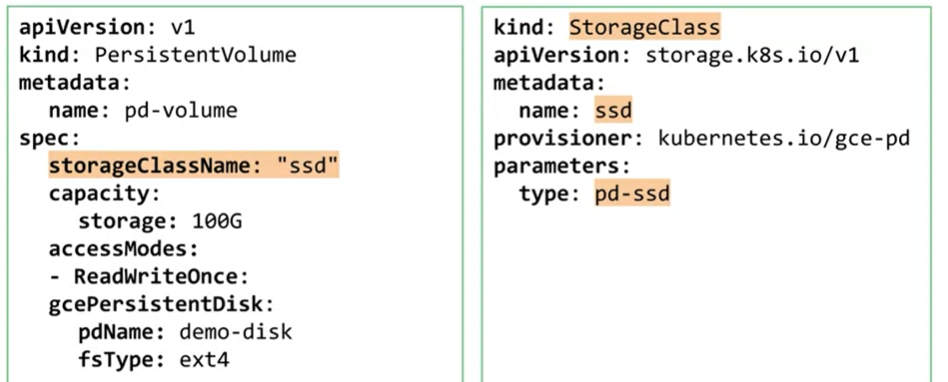 apiVersion: v1
kind: PersistentVolume
metadata:
  name: pd-volume
spec:
  storageClassName: "ssd"
  capacity:
    storage: 100G
  accessModes:
  - ReadWriteOnce:
  gcePersistentDisk:
    pdName: demo-disk
    fsType: ext4
kind: StorageClass
apiVersion: storage.k8s.io/v1
metadata:
  name: ssd
provisioner: kubernetes.io/gce-pd
parameters:
  type: pd-ssd